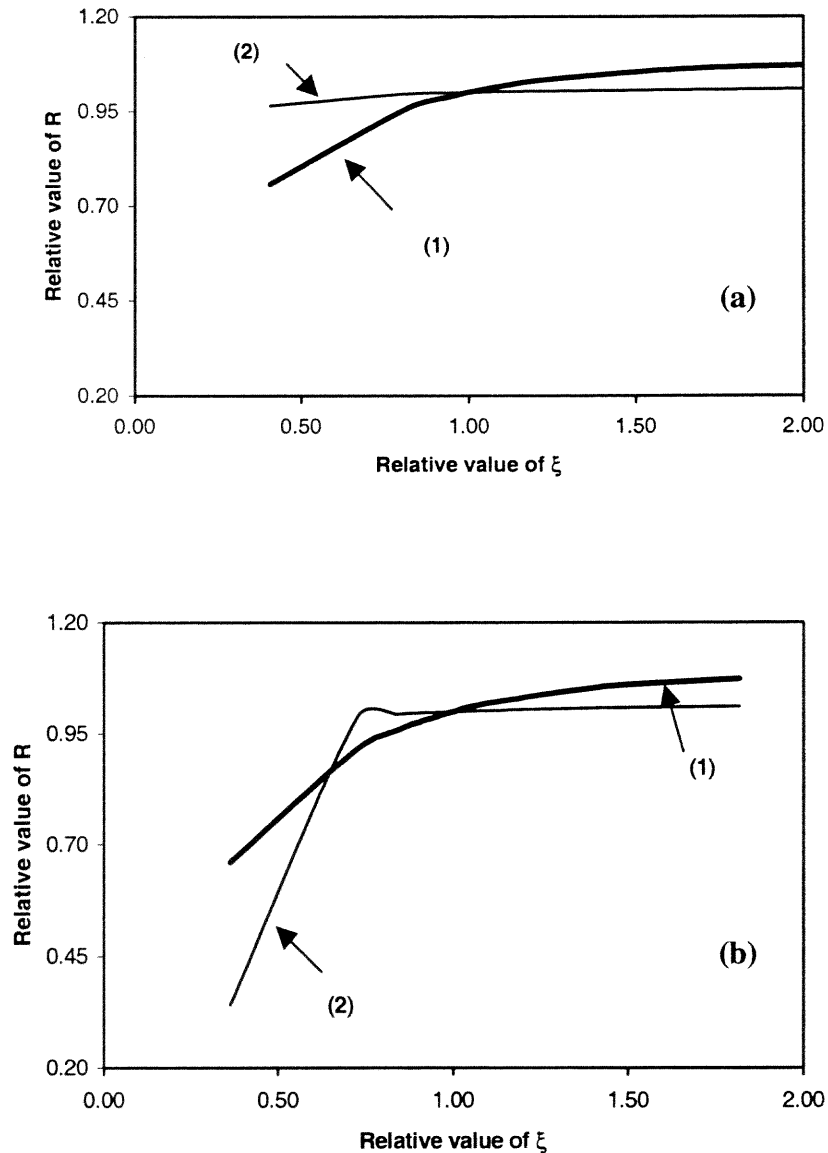 1.20
(2)
0.95
Relative value of R
0.70
(1)
0.45
(a)
0.20
0.00 0.50 1.00 1.50 2.00
Relative value of ξ
1.20
0.95
(1)
Relative value of R
0.70
0.45
(b)
(2)
0.20
0.00 0.50 1.00 1.50 2.00
Relative value of ξ